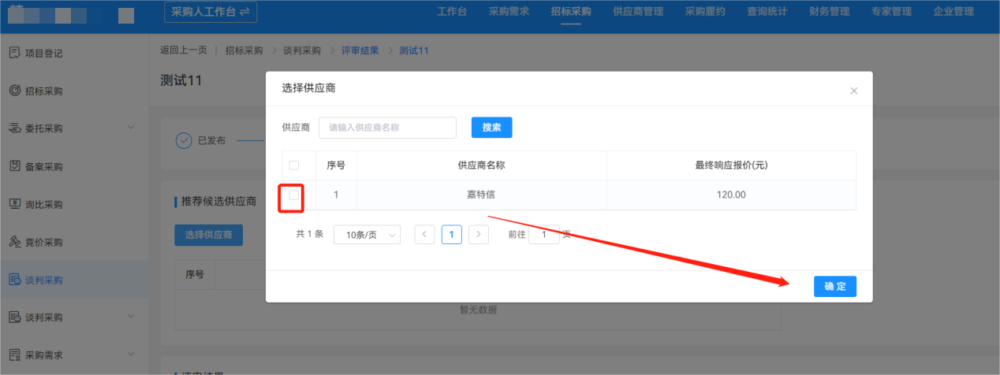 采购人工作台 工作台 采购需求 招标采购 供应商管理 采购履约 查询统计 财务管理 专家管理 企业管理
项目登记
招标采购
委托采购
备案采购
询比采购
竞价采购
谈判采购
谈判采购
采购需求
返回上一页 | 招标采购 > 谈判采购 > 评审结果 > 测试11
测试11
已发布
推荐候选供应商
选择供应商
序号
暂无数据
评审结果
选择供应商
供应商 请输入供应商名称 搜索
序号 供应商名称 最终响应报价(元)
1 嘉特信 120.00
共 1 条 10条/页 1 前往 1 页
确 定